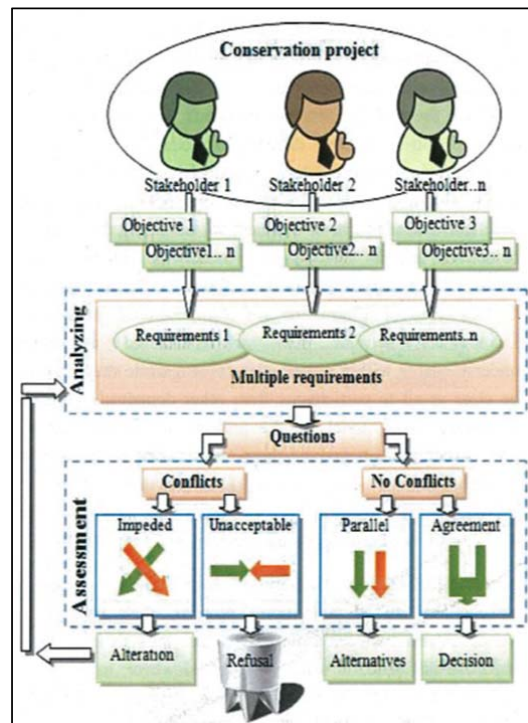 Conservation project
Stakeholder 1 Stakeholder 2 Stakeholder..n
Objective 1 Objective 2 Objective 3
Objective1.. n Objective2.. n Objective3.. n
Analyzing
Requirements 1 Requirements 2 Requirements..n
Multiple requirements
Questions
Assessment
Conflicts No Conflicts
Impeded Unacceptable Parallel Agreement
Alteration Refusal Alternatives Decision